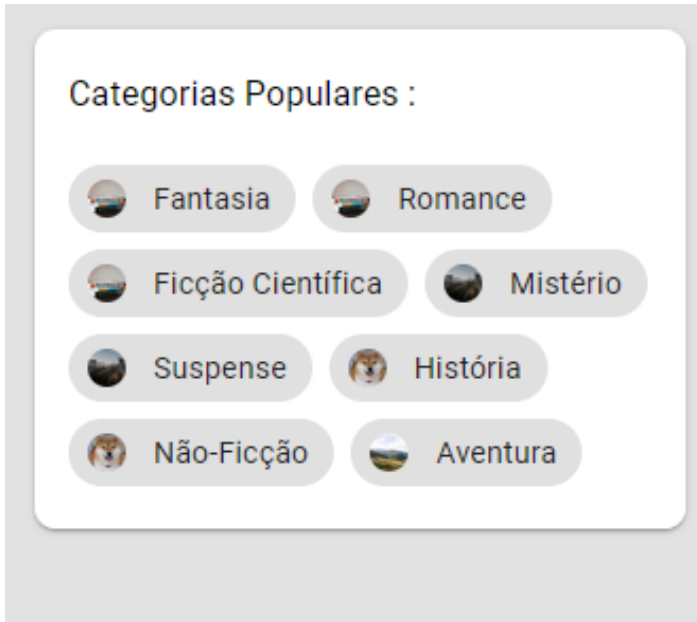 Categorias Populares :
Fantasia
Romance
Ficção Científica
Mistério
Suspense
História
Não-Ficção
Aventura